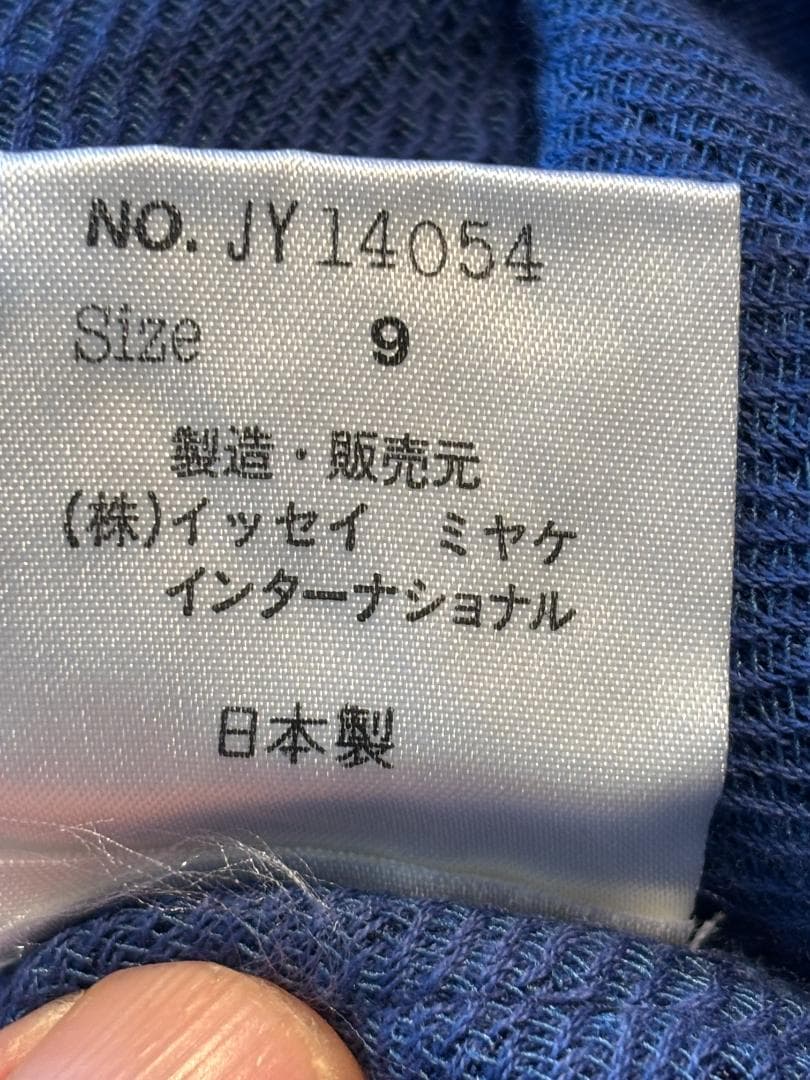 NO. JY14054
Size 9
製造・販売元
(株)イッセイ ミヤケ
インターナショナル
日本製